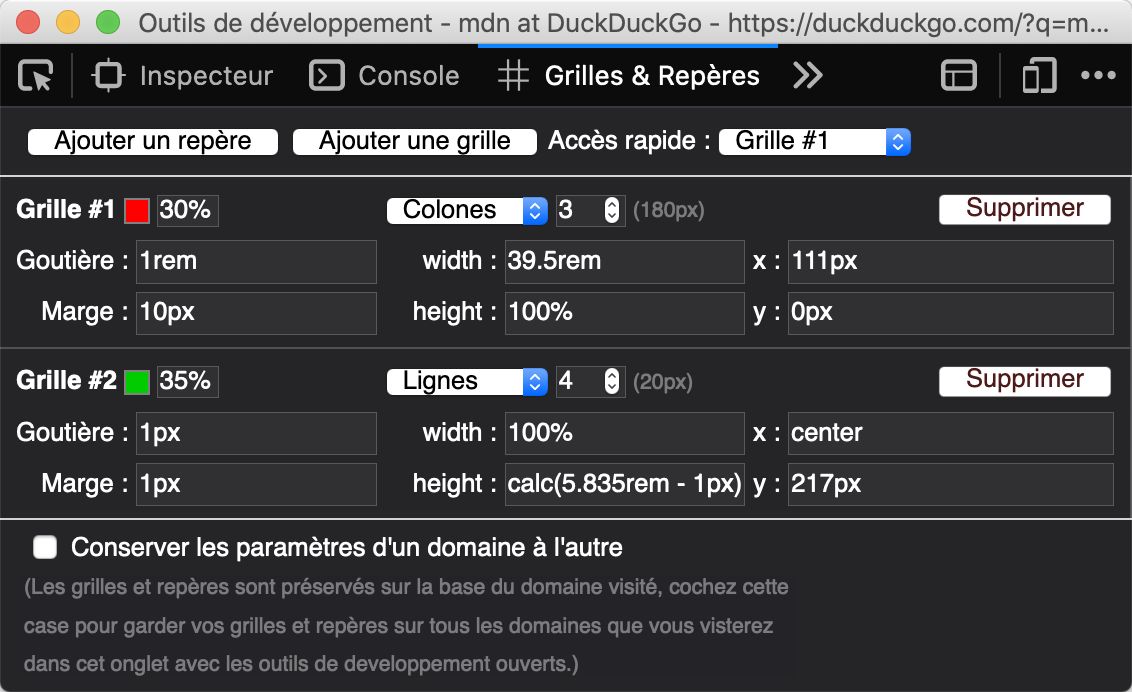 Outils de développement - mdn at DuckDuckGo - https://duckduckgo.com/?q=m...
Inspecteur Console Grilles & Repères
Ajouter un repère Ajouter une grille Accès rapide : Grille #1
Grille #1 30% Colones 3 (180px) Supprimer
Goutière : 1rem width : 39.5rem x : 111px
Marge : 10px height : 100% y : 0px
Grille #2 35% Lignes 4 (20px) Supprimer
Goutière : 1px width : 100% x : center
Marge : 1px height : calc(5.835rem - 1px) y : 217px
Conserver les paramètres d'un domaine à l'autre
(Les grilles et repères sont préservés sur la base du domaine visité, cochez cette
case pour garder vos grilles et repères sur tous les domaines que vous visterez
dans cet onglet avec les outils de developpement ouverts.)